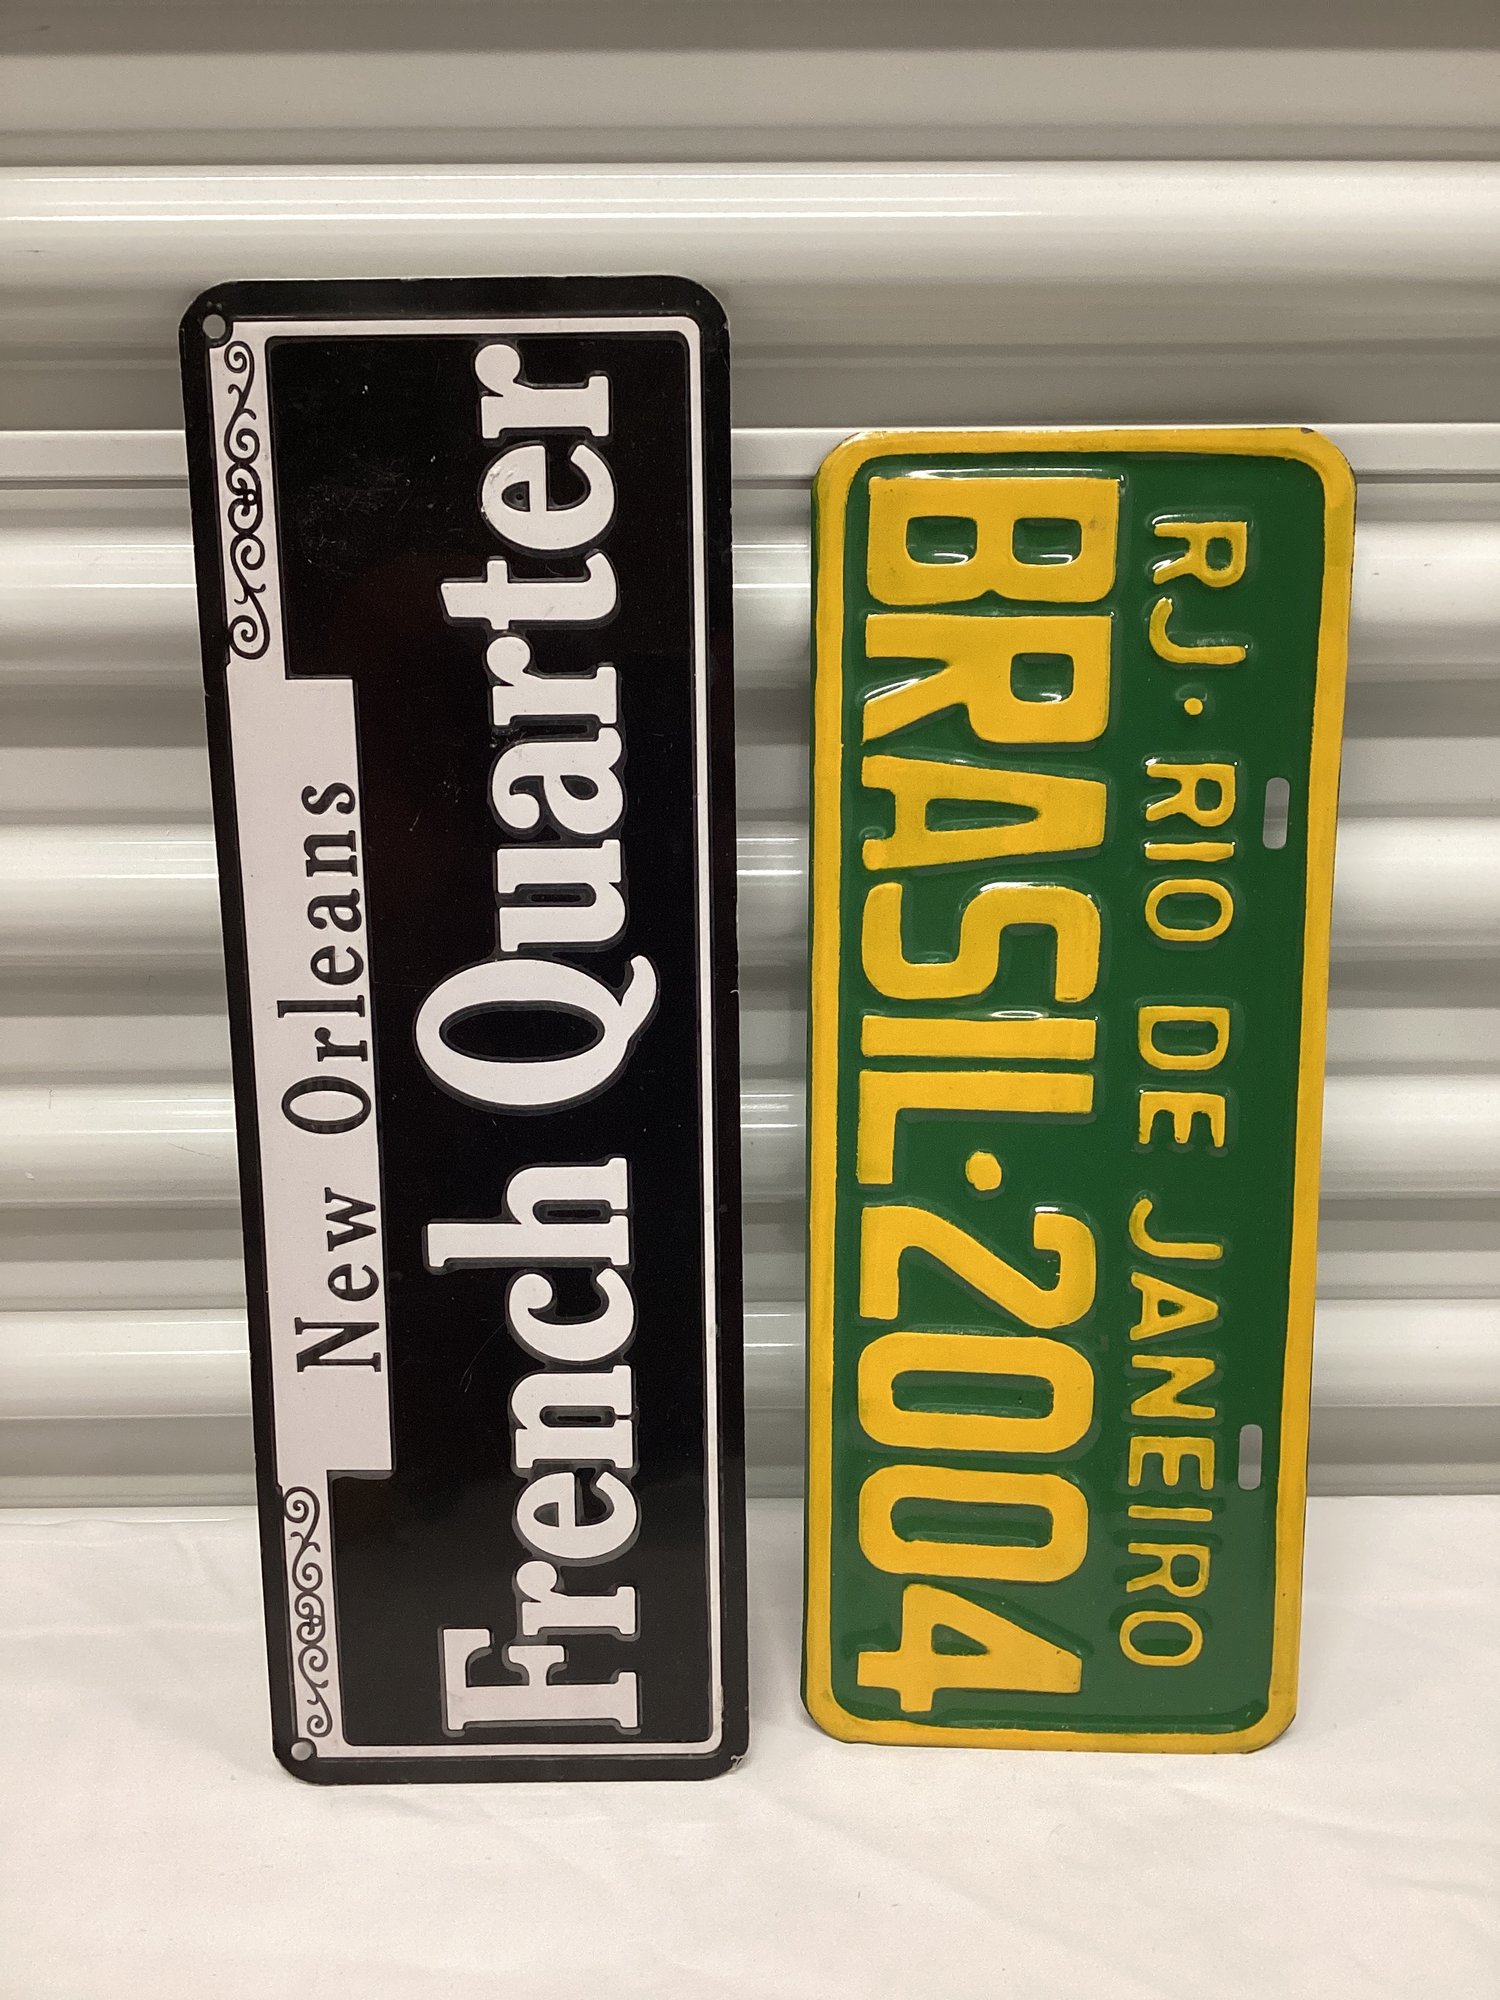 New Orleans
French Quarter
RJ·RIO DE JANEIRO
BRASIL·2004